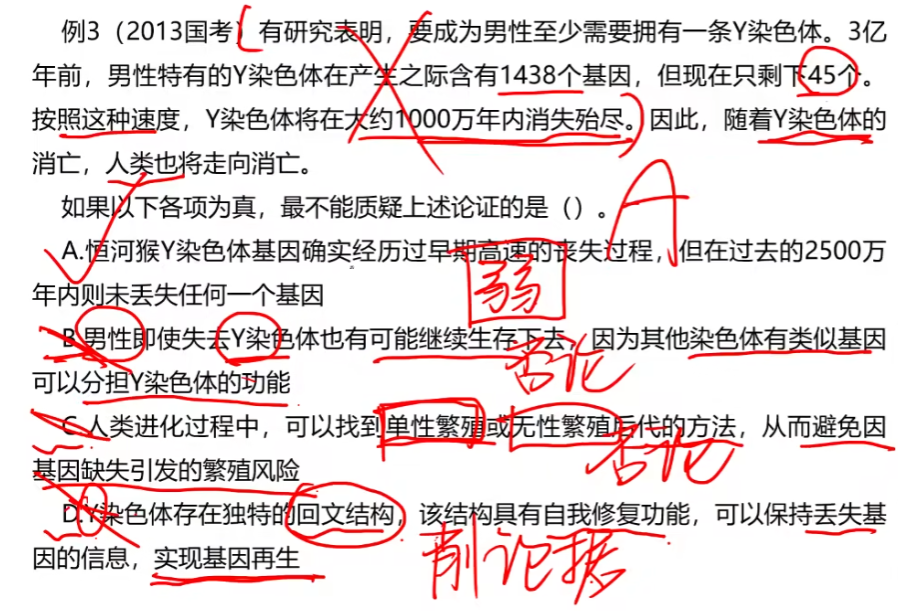 例3（2013国考）有研究表明，要成为男性至少需要拥有一条Y染色体。3亿
年前，男性特有的Y染色体在产生之际含有1438个基因，但现在只剩下45个。
按照这种速度，Y染色体将在大约1000万年内消失殆尽。因此，随着Y染色体的
消亡，人类也将走向消亡。
如果以下各项为真，最不能质疑上述论证的是（）。
A
A.恒河猴Y染色体基因确实经历过早期高速的丧失过程，但在过去的2500万
年内则未丢失任何一个基因
弱
B.男性即使失去Y染色体也有可能继续生存下去，因为其他染色体有类似基因
可以分担Y染色体的功能
否论
C.人类进化过程中，可以找到单性繁殖或无性繁殖后代的方法，从而避免因
基因缺失引发的繁殖风险
否论
D.Y染色体存在独特的回文结构，该结构具有自我修复功能，可以保持丢失基
因的信息，实现基因再生
削论据